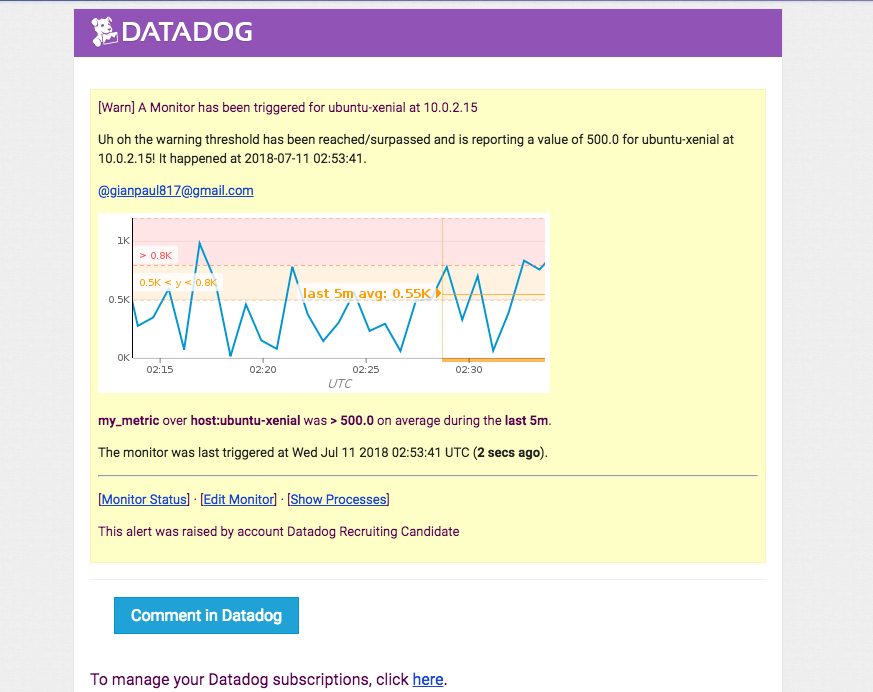 DATADOG
[Warn] A Monitor has been triggered for ubuntu-xenial at 10.0.2.15
Uh oh the warning threshold has been reached/surpassed and is reporting a value of 500.0 for ubuntu-xenial at
10.0.2.15! It happened at 2018-07-11 02:53:41.
@gianpaul817@gmail.com
1K
> 0.8K
0.5K < y < 0.8K
last 5m avg: 0.55K
0.5K
0K
02:15 02:20 02:25 02:30
UTC
my_metric over host:ubuntu-xenial was > 500.0 on average during the last 5m.
The monitor was last triggered at Wed Jul 11 2018 02:53:41 UTC (2 secs ago).
[Monitor Status] · [Edit Monitor] · [Show Processes]
This alert was raised by account Datadog Recruiting Candidate
Comment in Datadog
To manage your Datadog subscriptions, click here.